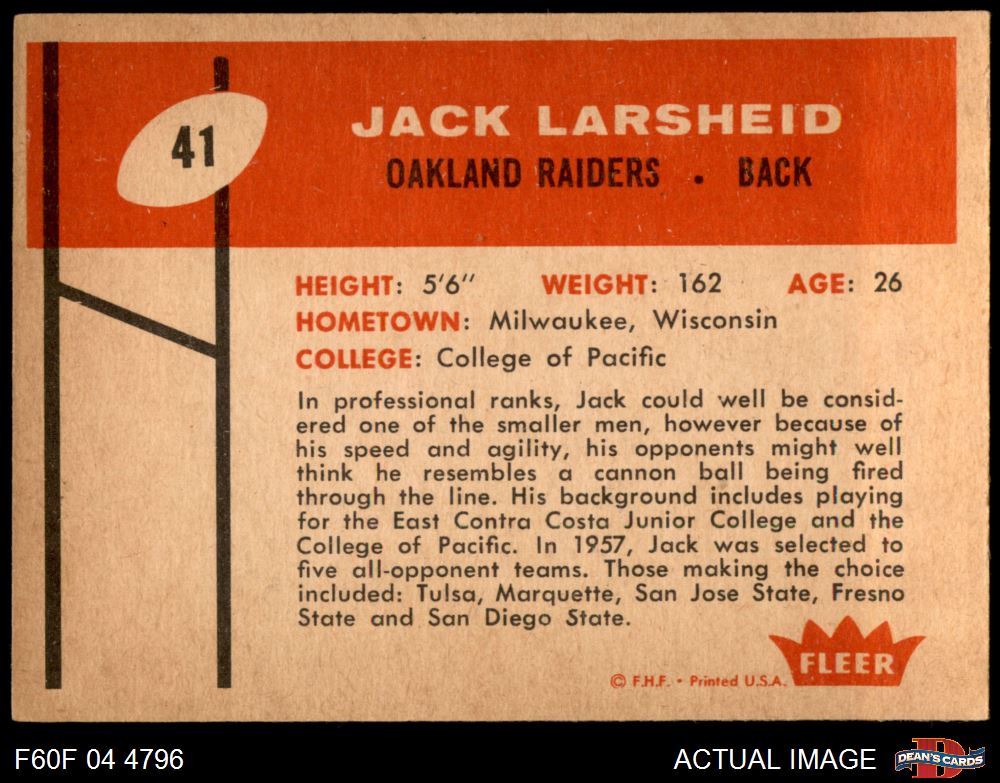 41
JACK LARSHEID
OAKLAND RAIDERS . BACK
HEIGHT: 5'6" WEIGHT: 162 AGE: 26
HOMETOWN: Milwaukee, Wisconsin
COLLEGE: College of Pacific
In professional ranks, Jack could well be consid-
ered one of the smaller men, however because of
his speed and agility, his opponents might well
think he resembles a cannon ball being fired
through the line. His background includes playing
for the East Contra Costa Junior College and the
College of Pacific. In 1957, Jack was selected to
five all-opponent teams. Those making the choice
included: Tulsa, Marquette, San Jose State, Fresno
State and San Diego State.
FLEER
© F.H.F. • Printed U.S.A.
F60F 04 4796
ACTUAL IMAGE
D
DEAN'S CARDS